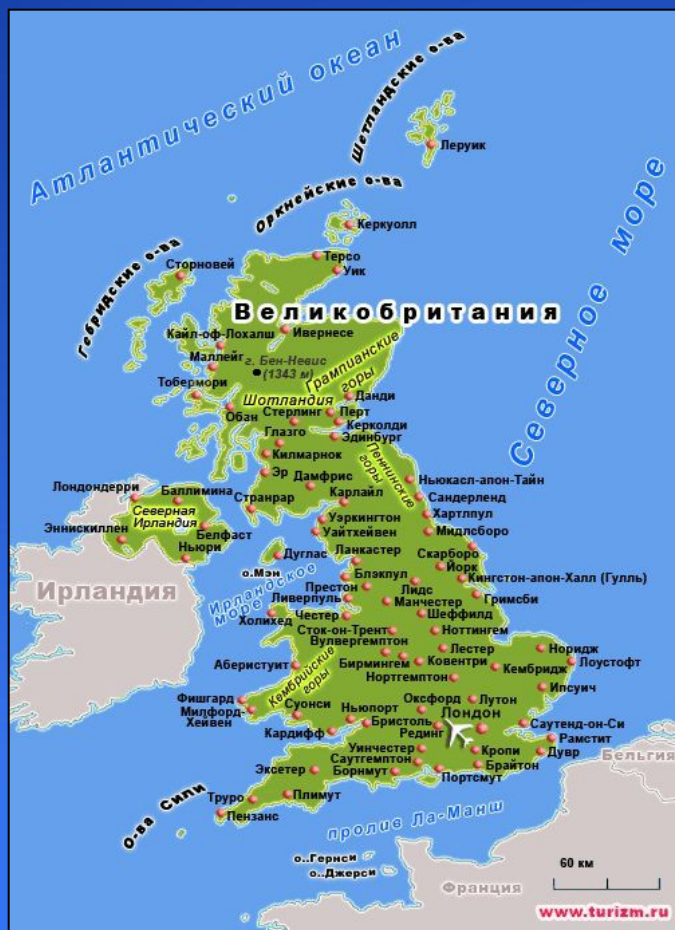 Атлантический океан
Шетландские о-ва
Леруик
Оркнейские о-ва
Керкуолл
Северное море
Гебридские о-ва
Сторновей
Терсо
Уик
Великобритания
Кайл-оф-Лохалш
Ивернесе
Маллейг
г. Бен-Невис
(1343 м)
Грампианские
горы
Тобермори
Шотландия
Данди
Обан
Стерлинг
Перт
Керколди
Глазго
Эдинбург
Килмарнок
Пеннинские
горы
Эр
Дамфрис
Ньюкасл-апон-Тайн
Лондондерри
Баллимина
Странрар
Карлайл
Сандерленд
Северная
Ирландия
Уэркингтон
Хартлпул
Эннискиллен
Белфаст
Уайтхейвен
Мидлсборо
Ньюри
Дуглас
Ланкастер
Скарборо
о.Мэн
Йорк
Ирландия
Ирландское
море
Блэкпул
Кингстон-апон-Халл (Гулль)
Престон
Лидс
Ливерпуль
Манчестер
Гримсби
Холихед
Честер
Шеффилд
Сток-он-Трент
Ноттингем
Вулвергемптон
Лестер
Норидж
Аберистуит
Бирмингем
Ковентри
Кембридж
Лоустофт
Кембрийские
горы
Нортгемптон
Ипсуич
Фишгард
Оксфорд
Лутон
Милфорд-
Хейвен
Суонси
Ньюпорт
Лондон
Бристоль
Саутенд-он-Си
Кардифф
Рединг
Рамстит
Уинчестер
Кропи
Дувр
Бельгия
Эксетер
Саутгемптон
Брайтон
Борнмут
Портсмут
О-ва Сили
Труро
Плимут
Пензанс
пролив Ла-Манш
о..Гернси
о..Джерси
60 км
Франция
www.turizm.ru